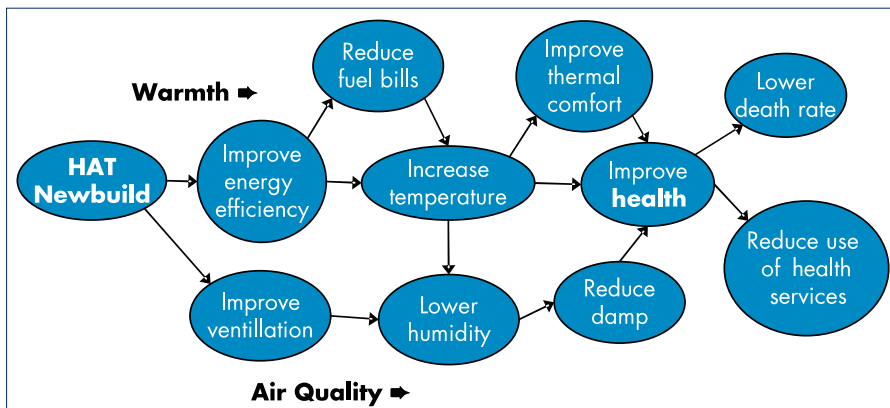 Reduce
fuel bills
Improve
thermal
comfort
Lower
death rate
Warmth
HAT
Newbuild
Improve
energy
efficiency
Increase
temperature
Improve
health
Reduce use
of health
services
Improve
ventillation
Lower
humidity
Reduce
damp
Air Quality